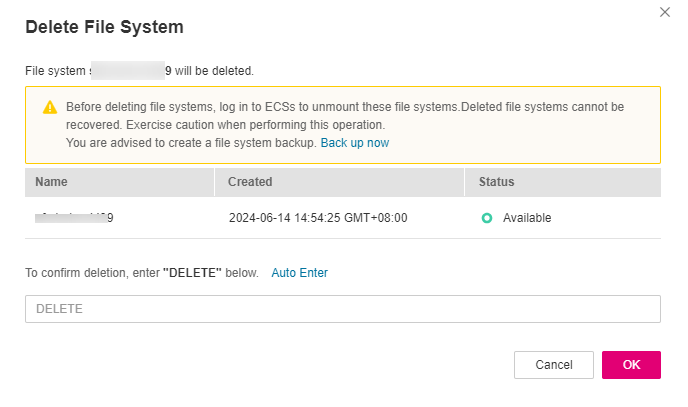 Delete File System
File system 9 will be deleted.
Before deleting file systems, log in to ECSs to unmount these file systems.Deleted file systems cannot be
recovered. Exercise caution when performing this operation.
You are advised to create a file system backup. Back up now
Name Created Status
2024-06-14 14:54:25 GMT+08:00 Available
To confirm deletion, enter "DELETE" below. Auto Enter
DELETE
Cancel OK